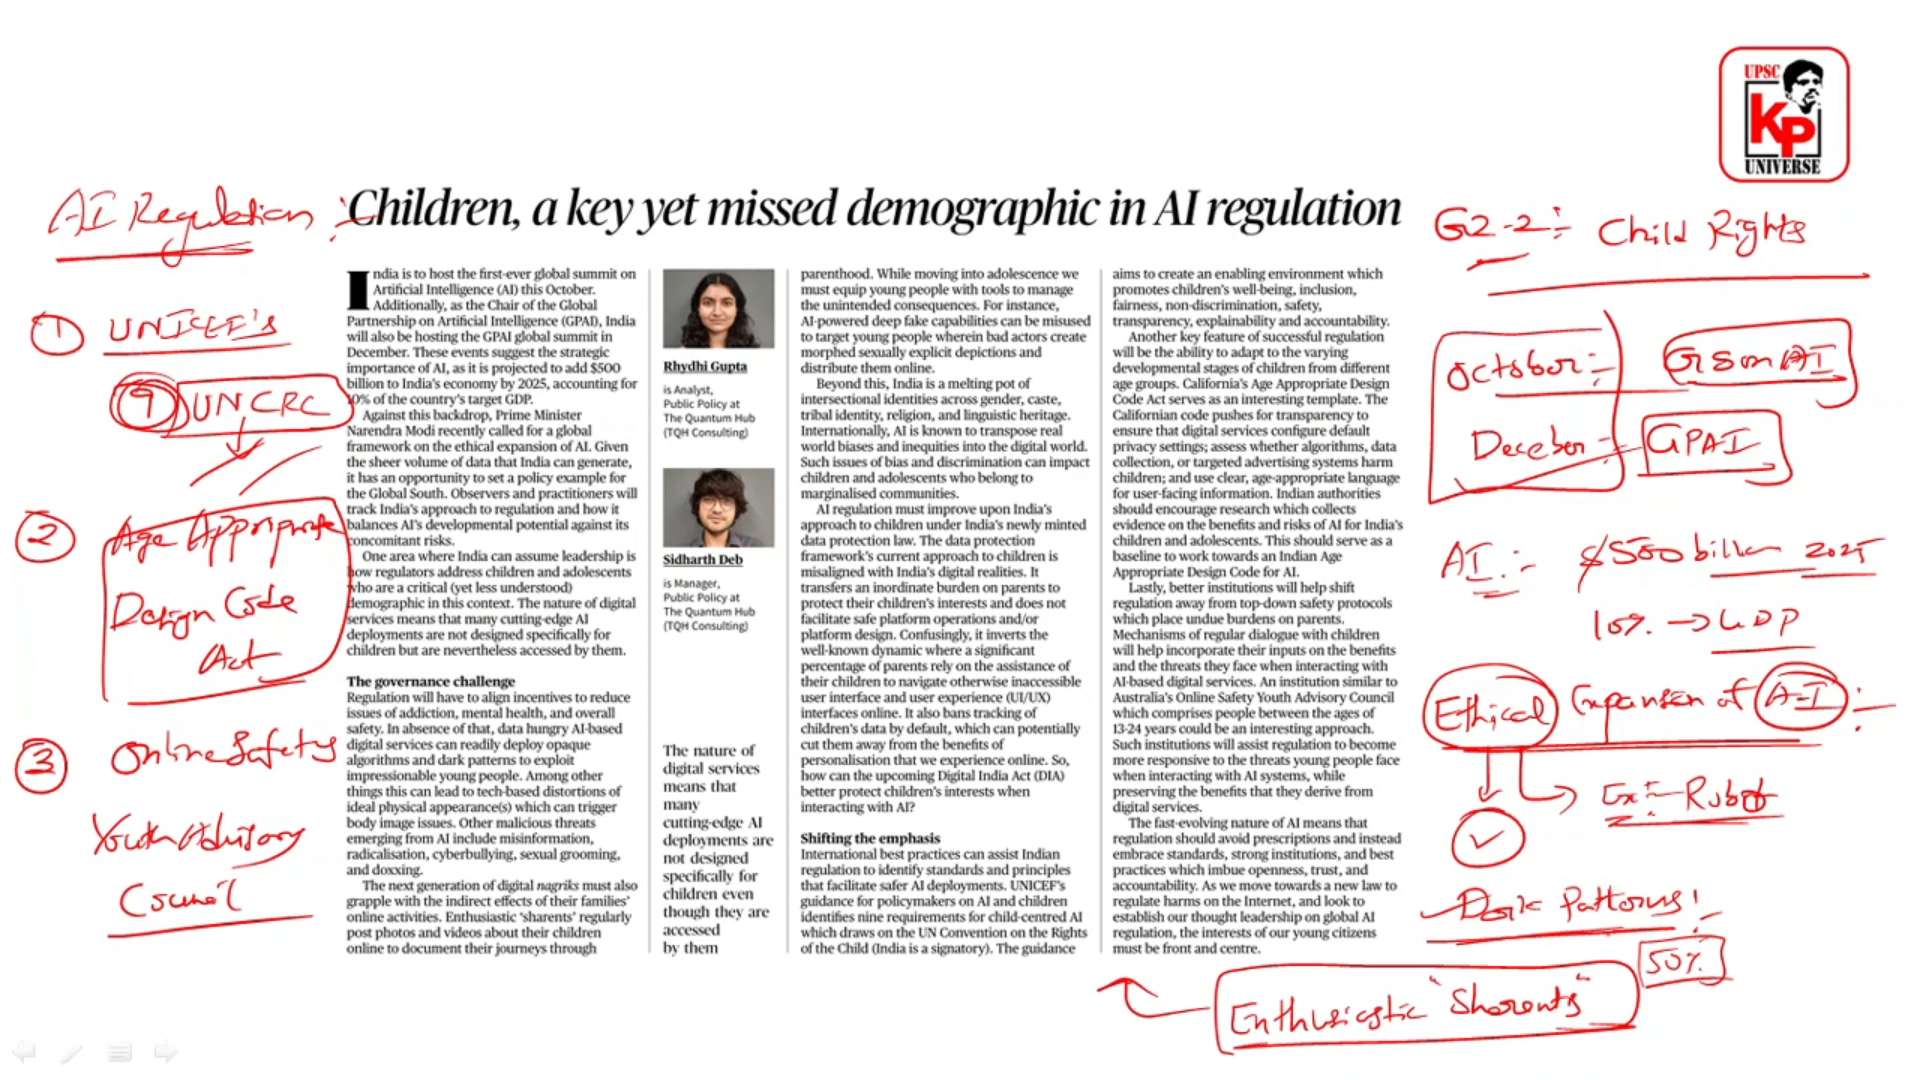 UPSC
KP
UNIVERSE
AI Regulation :-
Children, a key yet missed demographic in AI regulation
GS-2:- Child Rights
① UNICEF's
⑨ UNCRC
② Age Appropriate
Design Code
Act
③ Online Safety
Youth Advisory
Council
India is to host the first-ever global summit on
Artificial Intelligence (AI) this October.
Additionally, as the Chair of the Global
Partnership on Artificial Intelligence (GPAI), India
will also be hosting the GPAI global summit in
December. These events suggest the strategic
importance of AI, as it is projected to add $500
billion to India's economy by 2025, accounting for
10% of the country's target GDP.
Against this backdrop, Prime Minister
Narendra Modi recently called for a global
framework on the ethical expansion of AI. Given
the sheer volume of data that India can generate,
it has an opportunity to set a policy example for
the Global South. Observers and practitioners will
track India's approach to regulation and how it
balances AI's developmental potential against its
concomitant risks.
One area where India can assume leadership is
how regulators address children and adolescents
who are a critical (yet less understood)
demographic in this context. The nature of digital
services means that many cutting-edge AI
deployments are not designed specifically for
children but are nevertheless accessed by them.
The governance challenge
Regulation will have to align incentives to reduce
issues of addiction, mental health, and overall
safety. In absence of that, data hungry AI-based
digital services can readily deploy opaque
algorithms and dark patterns to exploit
impressionable young people. Among other
things this can lead to tech-based distortions of
ideal physical appearance(s) which can trigger
body image issues. Other malicious threats
emerging from AI include misinformation,
radicalisation, cyberbullying, sexual grooming,
and doxxing.
The next generation of digital nagriks must also
grapple with the indirect effects of their families'
online activities. Enthusiastic 'sharents' regularly
post photos and videos about their children
online to document their journeys through
Rhydhi Gupta
is Analyst,
Public Policy at
The Quantum Hub
(TQH Consulting)
Sidharth Deb
is Manager,
Public Policy at
The Quantum Hub
(TQH Consulting)
The nature of
digital services
means that
many
cutting-edge AI
deployments are
not designed
specifically for
children even
though they are
accessed
by them
parenthood. While moving into adolescence we
must equip young people with tools to manage
the unintended consequences. For instance,
AI-powered deep fake capabilities can be misused
to target young people wherein bad actors create
morphed sexually explicit depictions and
distribute them online.
Beyond this, India is a melting pot of
intersectional identities across gender, caste,
tribal identity, religion, and linguistic heritage.
Internationally, AI is known to transpose real
world biases and inequities into the digital world.
Such issues of bias and discrimination can impact
children and adolescents who belong to
marginalised communities.
AI regulation must improve upon India's
approach to children under India's newly minted
data protection law. The data protection
framework's current approach to children is
misaligned with India's digital realities. It
transfers an inordinate burden on parents to
protect their children's interests and does not
facilitate safe platform operations and/or
platform design. Confusingly, it inverts the
well-known dynamic where a significant
percentage of parents rely on the assistance of
their children to navigate otherwise inaccessible
user interface and user experience (UI/UX)
interfaces online. It also bans tracking of
children's data by default, which can potentially
cut them away from the benefits of
personalisation that we experience online. So,
how can the upcoming Digital India Act (DIA)
better protect children's interests when
interacting with AI?
Shifting the emphasis
International best practices can assist Indian
regulation to identify standards and principles
that facilitate safer AI deployments. UNICEF's
guidance for policymakers on AI and children
identifies nine requirements for child-centred AI
which draws on the UN Convention on the Rights
of the Child (India is a signatory). The guidance
aims to create an enabling environment which
promotes children's well-being, inclusion,
fairness, non-discrimination, safety,
transparency, explainability and accountability.
Another key feature of successful regulation
will be the ability to adapt to the varying
developmental stages of children from different
age groups. California's Age Appropriate Design
Code Act serves as an interesting template. The
Californian code pushes for transparency to
ensure that digital services configure default
privacy settings; assess whether algorithms, data
collection, or targeted advertising systems harm
children; and use clear, age-appropriate language
for user-facing information. Indian authorities
should encourage research which collects
evidence on the benefits and risks of AI for India's
children and adolescents. This should serve as a
baseline to work towards an Indian Age
Appropriate Design Code for AI.
Lastly, better institutions will help shift
regulation away from top-down safety protocols
which place undue burdens on parents.
Mechanisms of regular dialogue with children
will help incorporate their inputs on the benefits
and the threats they face when interacting with
AI-based digital services. An institution similar to
Australia's Online Safety Youth Advisory Council
which comprises people between the ages of
13-24 years could be an interesting approach.
Such institutions will assist regulation to become
more responsive to the threats young people face
when interacting with AI systems, while
preserving the benefits that they derive from
digital services.
The fast-evolving nature of AI means that
regulation should avoid prescriptions and instead
embrace standards, strong institutions, and best
practices which imbue openness, trust, and
accountability. As we move towards a new law to
regulate harms on the Internet, and look to
establish our thought leadership on global AI
regulation, the interests of our young citizens
must be front and centre.
October :- GS on AI
Deceber :- GPAI
AI :- $500 billion 2025
10% → GDP
Ethical Expansion of A-I :-
Ex:- Robot
Dark Patterns :-
50%
Enthusiastic "Sharents"